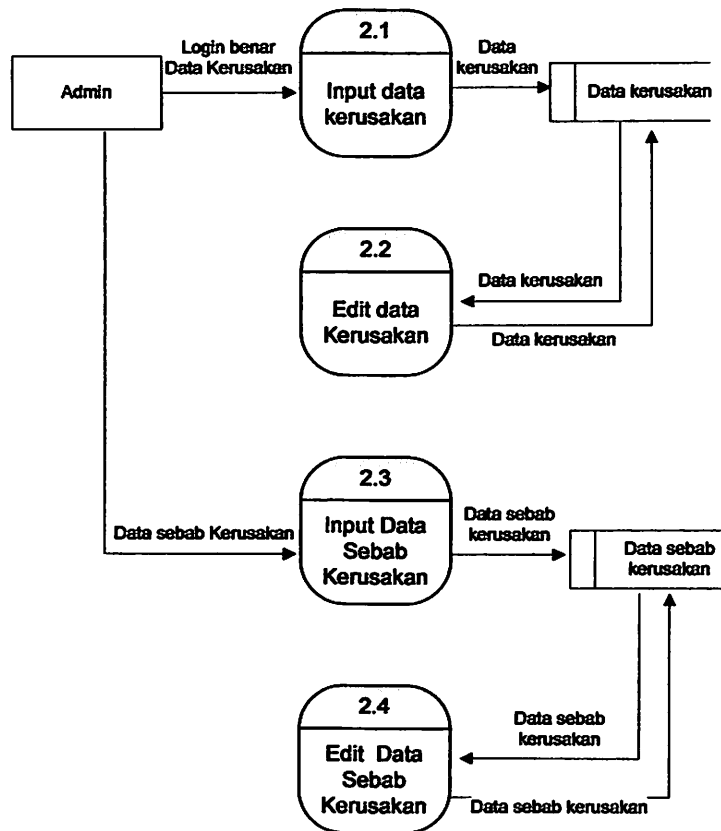 2.1
Login benar
Data Kerusakan
Data
kerusakan
Admin
Input data
kerusakan
Data kerusakan
2.2
Edit data
Kerusakan
Data kerusakan
Data kerusakan
2.3
Data sebab Kerusakan
Input Data
Sebab
Kerusakan
Data sebab
kerusakan
Data sebab
kerusakan
2.4
Edit Data
Sebab
Kerusakan
Data sebab
kerusakan
Data sebab kerusakan